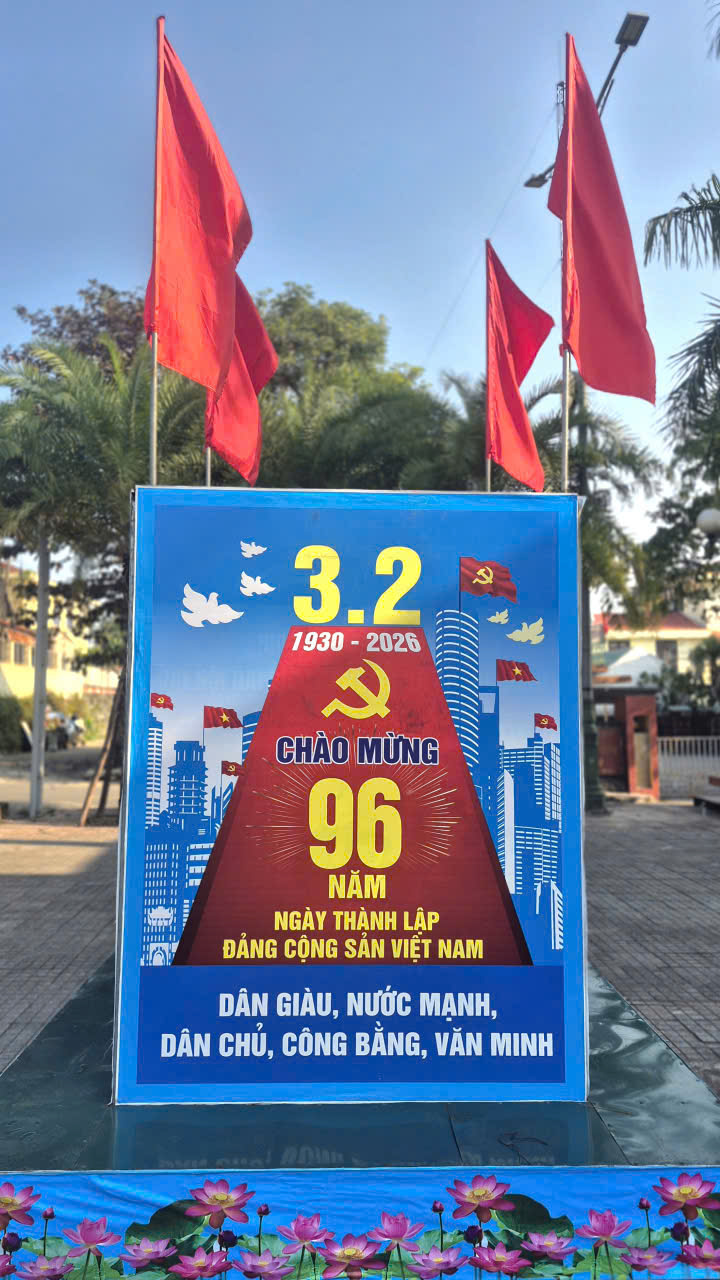 3.2
1930 - 2026
CHÀO MỪNG
96
NĂM
NGÀY THÀNH LẬP
ĐẢNG CỘNG SẢN VIỆT NAM
DÂN GIÀU, NƯỚC MẠNH,
DÂN CHỦ, CÔNG BẰNG, VĂN MINH